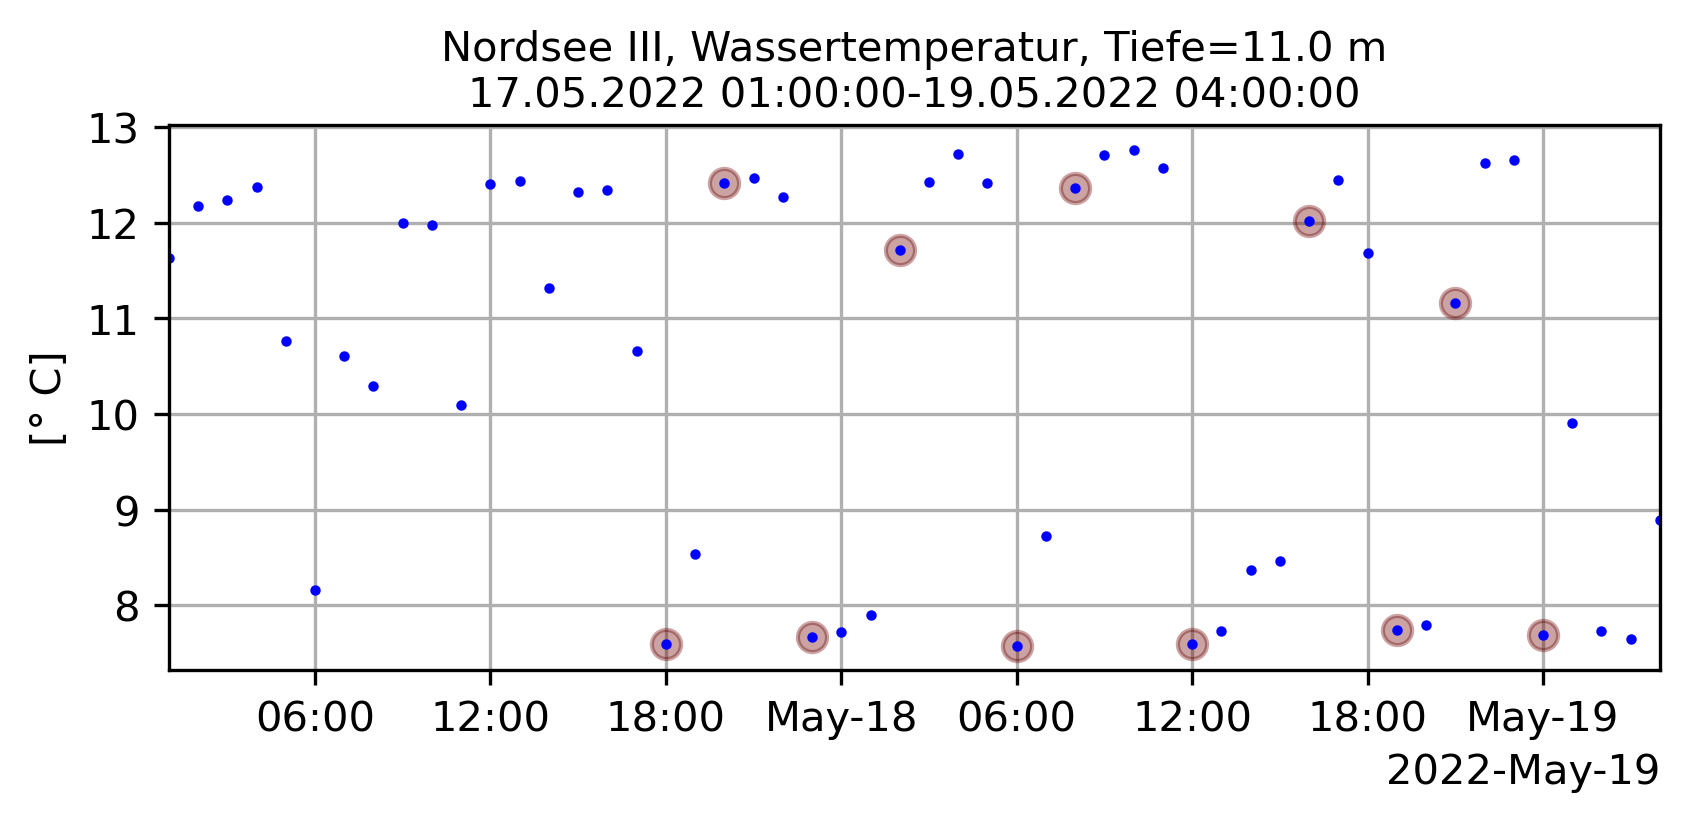 Nordsee III, Wassertemperatur, Tiefe=11.0 m
17.05.2022 01:00:00-19.05.2022 04:00:00
[° C]
13
12
11
10
9
8
06:00 12:00 18:00 May-18 06:00 12:00 18:00 May-19
2022-May-19